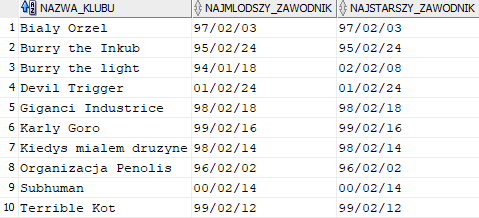 NAZWA_KLUBU NAJMLODSZY_ZAWODNIK NAJSTARSZY_ZAWODNIK
1 Bialy Orzel 97/02/03 97/02/03
2 Burry the Inkub 95/02/24 95/02/24
3 Burry the light 94/01/18 02/02/08
4 Devil Trigger 01/02/24 01/02/24
5 Giganci Industrice 98/02/18 98/02/18
6 Karly Goro 99/02/16 99/02/16
7 Kiedys mialem druzyne 98/02/14 98/02/14
8 Organizacja Penolis 96/02/02 96/02/02
9 Subhuman 00/02/14 00/02/14
10 Terrible Kot 99/02/12 99/02/12